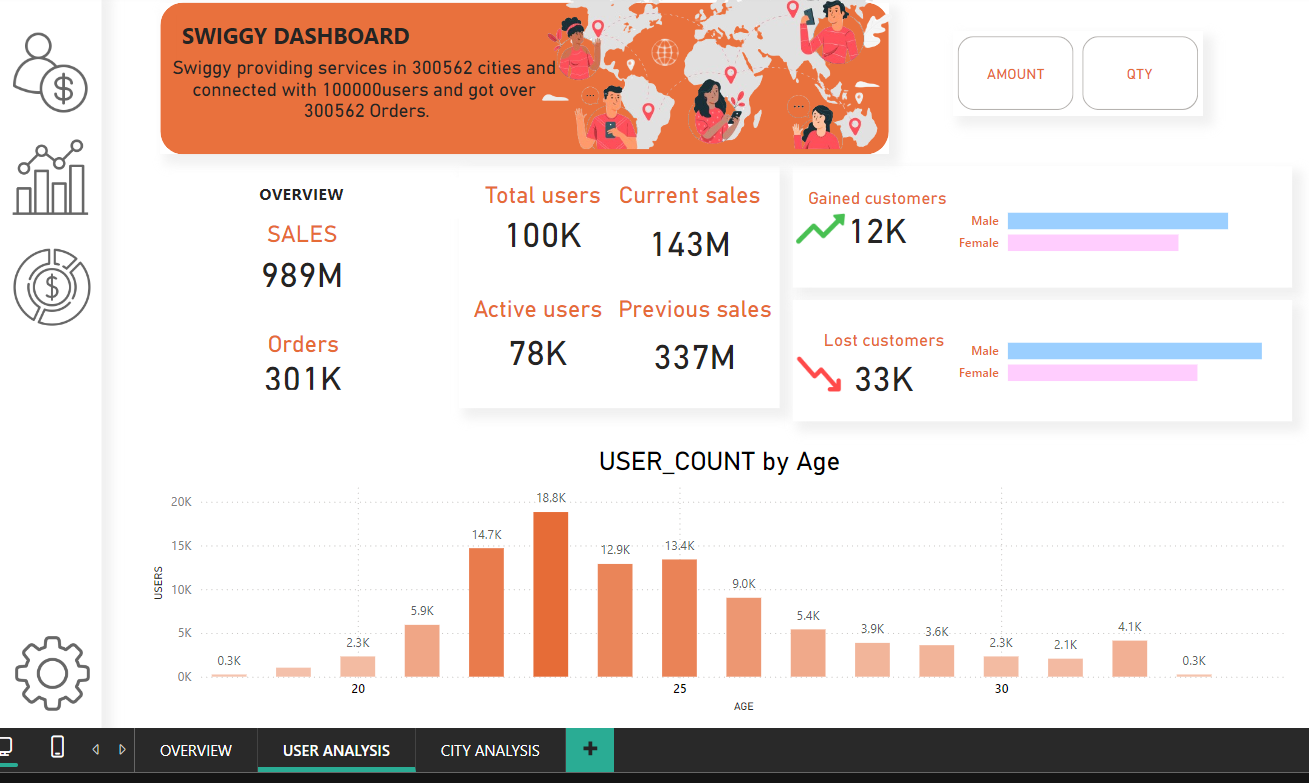 SWIGGY DASHBOARD
Swiggy providing services in 300562 cities and
connected with 100000users and got over
300562 Orders.
AMOUNT
QTY
OVERVIEW
SALES
989M
Orders
301K
Total users
100K
Current sales
143M
Active users
78K
Previous sales
337M
Gained customers
12K
Male
Female
Lost customers
33K
Male
Female
USER_COUNT by Age
USERS
20K
15K
10K
5K
0K
0.3K
2.3K
5.9K
14.7K
18.8K
12.9K
13.4K
9.0K
5.4K
3.9K
3.6K
2.3K
2.1K
4.1K
0.3K
20
25
30
AGE
OVERVIEW
USER ANALYSIS
CITY ANALYSIS
+